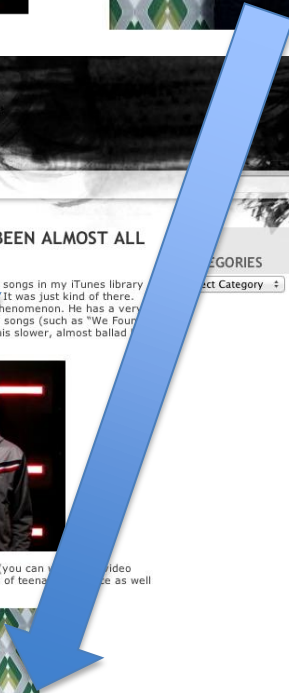 BEEN ALMOST ALL
songs in my iTunes library
It was just kind of there.
henomenon. He has a very
songs (such as "We Four
his slower, almost ballad
EGORIES
ect Category
you can video
of teena ce as well